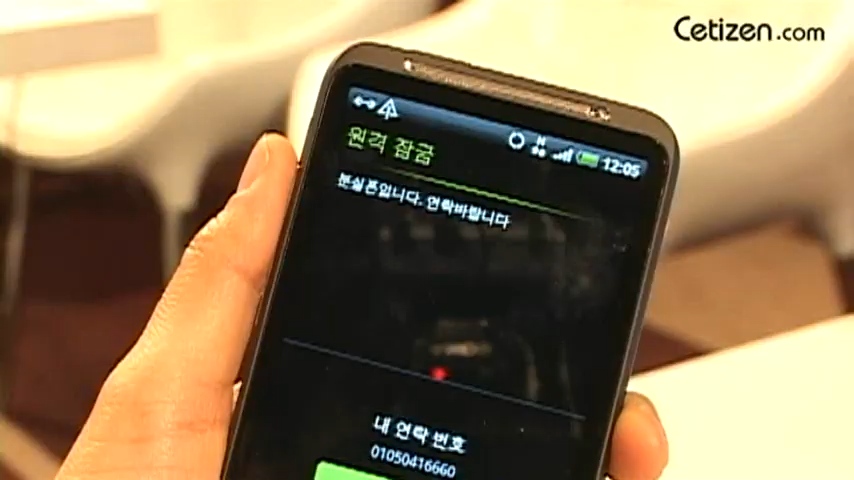 Cetizen.com
12:05
원격 잠금
분실폰입니다. 연락바랍니다
내 연락 번호
01050416660